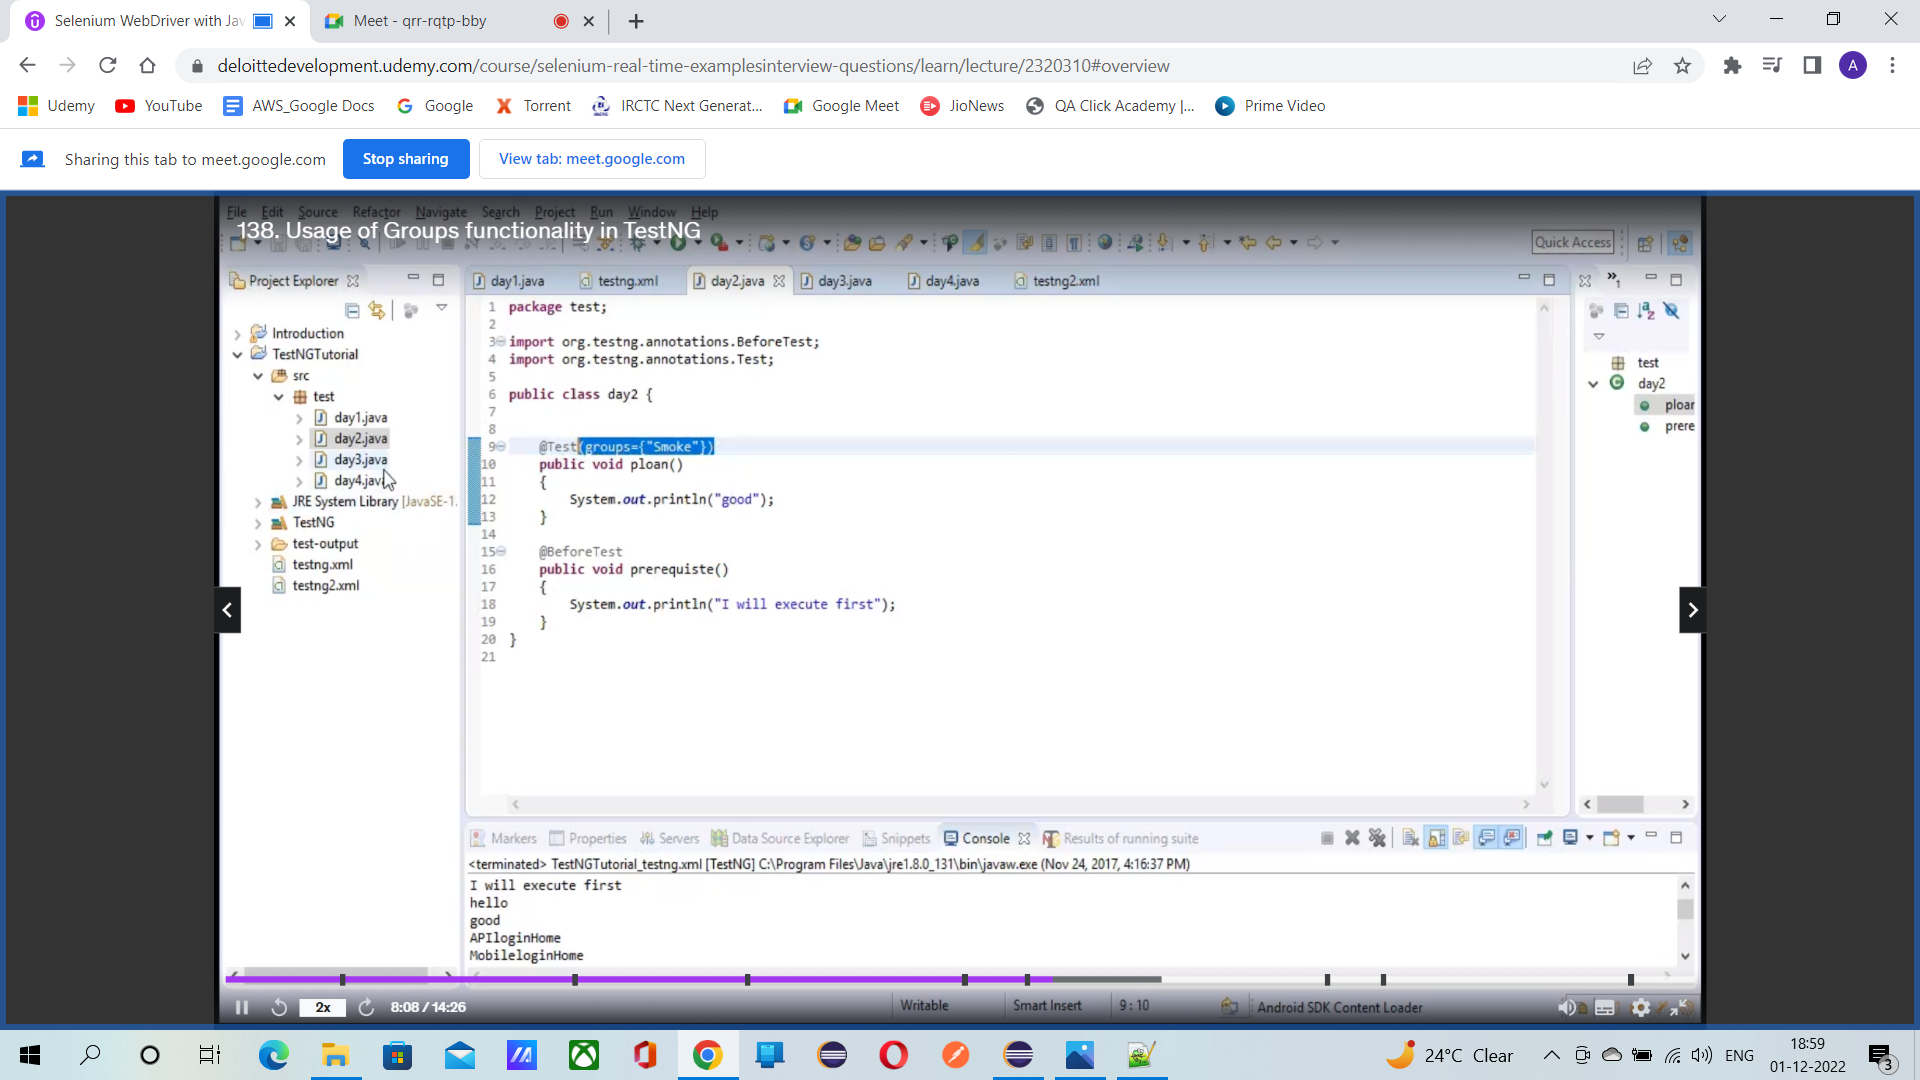 Selenium WebDriver with Jav
Meet - qrr-rqtp-bby
deloittedevelopment.udemy.com/course/selenium-real-time-examplesinterview-questions/learn/lecture/2320310#overview
A
Udemy YouTube AWS_Google Docs Google Torrent IRCTC Next Generat... Google Meet JioNews QA Click Academy |... Prime Video
Sharing this tab to meet.google.com Stop sharing View tab: meet.google.com
File Edit Source Refactor Navigate Search Project Run Window Help
138. Usage of Groups functionality in TestNG
Quick Access
Project Explorer
day1.java testng.xml day2.java day3.java day4.java testng2.xml
Introduction
TestNGTutorial
src
test
day1.java
day2.java
day3.java
day4.java
JRE System Library [JavaSE-1.
TestNG
test-output
testng.xml
testng2.xml
1 package test;
2
3 import org.testng.annotations.BeforeTest;
4 import org.testng.annotations.Test;
5
6 public class day2 {
7
8
9 @Test(groups={"Smoke"})
10 public void ploan()
11 {
12 System.out.println("good");
13 }
14
15 @BeforeTest
16 public void prerequiste()
17 {
18 System.out.println("I will execute first");
19 }
20 }
21
test
day2
ploan
prere
Markers Properties Servers Data Source Explorer Snippets Console Results of running suite
<terminated> TestNGTutorial_testng.xml [TestNG] C:\Program Files\Java\jre1.8.0_131\bin\javaw.exe (Nov 24, 2017, 4:16:37 PM)
I will execute first
hello
good
APIloginHome
MobileloginHome
2x 8:08 / 14:26
Writable Smart Insert 9 : 10 Android SDK Content Loader
24°C Clear
ENG
18:59
01-12-2022
3